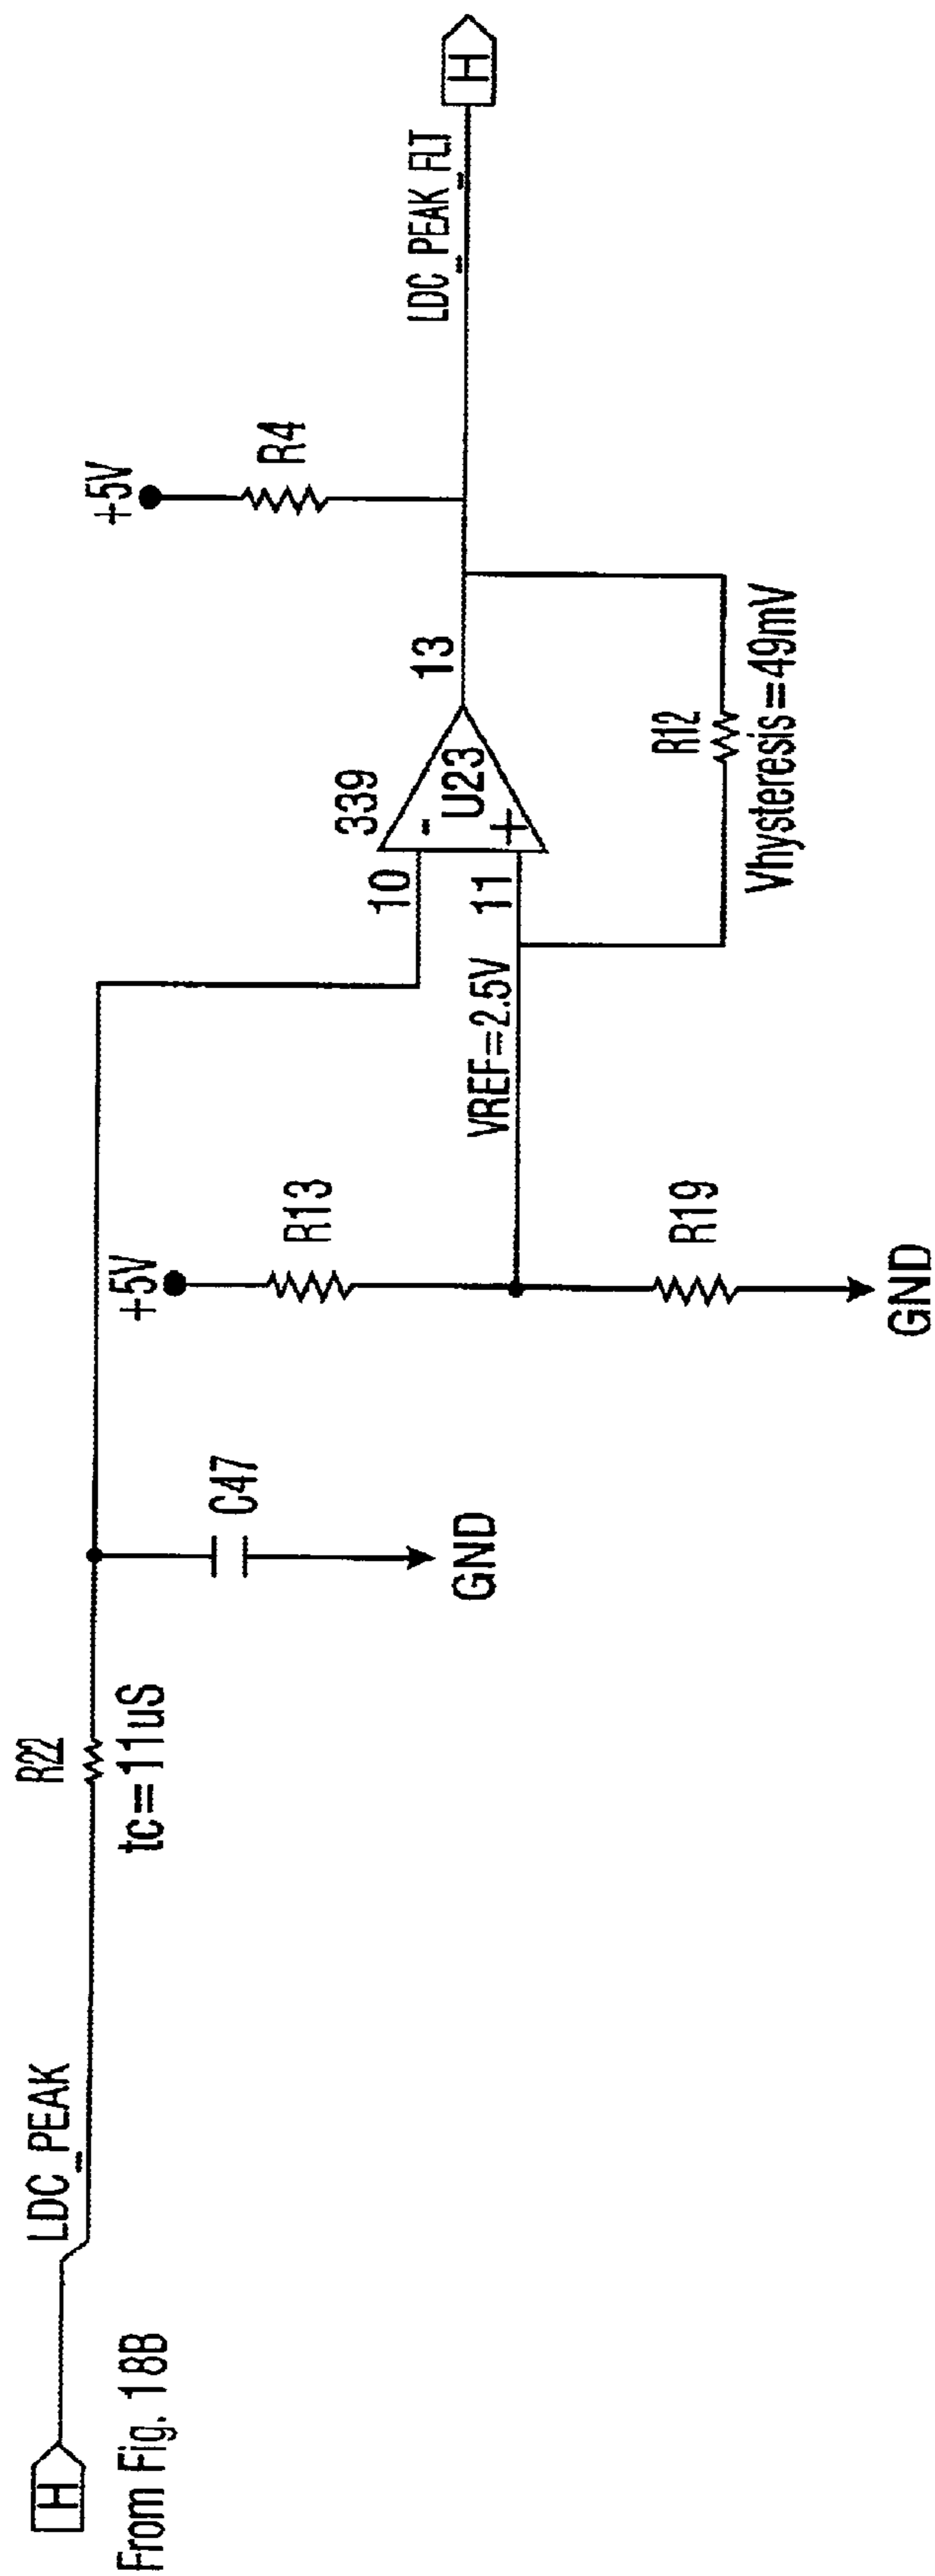 H
From Fig. 18B
LDC_PEAK
R22
tc=11uS
C47
GND
+5V
R13
R19
GND
VREF=2.5V
10
11
339
-
+
U23
13
R12
Vhysteresis=49mV
+5V
R4
LDC_PEAK_FLT
H